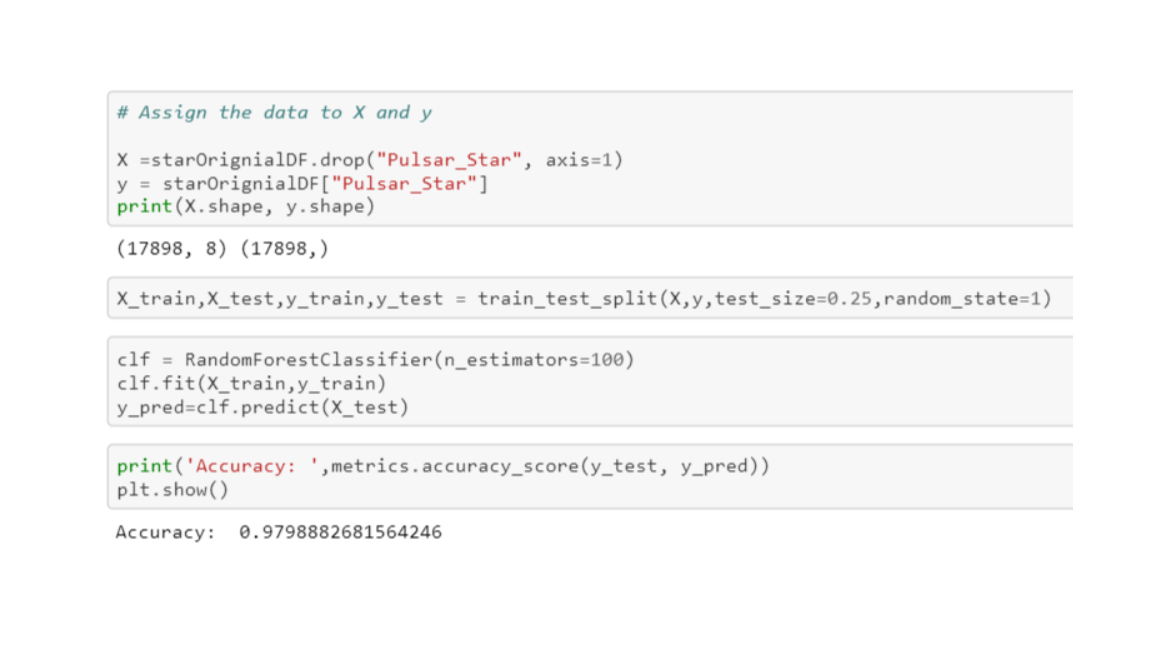 # Assign the data to X and y
X =starOrignialDF.drop("Pulsar_Star", axis=1)
y = starOrignialDF["Pulsar_Star"]
print(X.shape, y.shape)
(17898, 8) (17898,)
X_train,X_test,y_train,y_test = train_test_split(X,y,test_size=0.25,random_state=1)
clf = RandomForestClassifier(n_estimators=100)
clf.fit(X_train,y_train)
y_pred=clf.predict(X_test)
print('Accuracy: ',metrics.accuracy_score(y_test, y_pred))
plt.show()
Accuracy:  0.9798882681564246